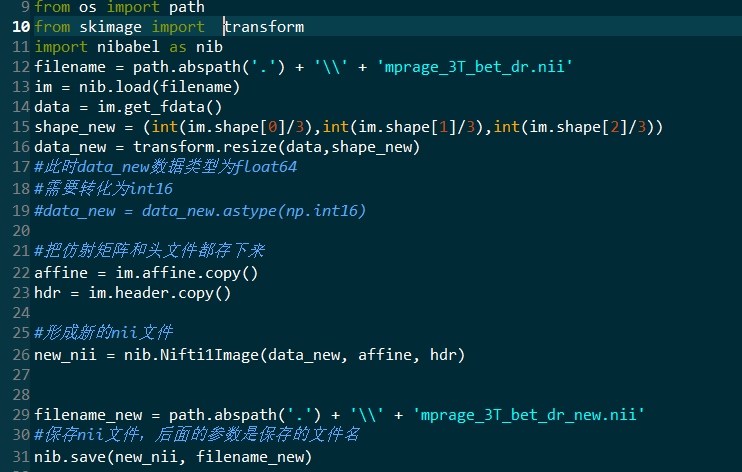 9 from os import path
10 from skimage import  transform
11 import nibabel as nib
12 filename = path.abspath('.') + '\\' + 'mprage_3T_bet_dr.nii'
13 im = nib.load(filename)
14 data = im.get_fdata()
15 shape_new = (int(im.shape[0]/3),int(im.shape[1]/3),int(im.shape[2]/3))
16 data_new = transform.resize(data,shape_new)
17 #此时data_new数据类型为float64
18 #需要转化为int16
19 #data_new = data_new.astype(np.int16)
20
21 #把仿射矩阵和头文件都存下来
22 affine = im.affine.copy()
23 hdr = im.header.copy()
24
25 #形成新的nii文件
26 new_nii = nib.Nifti1Image(data_new, affine, hdr)
27
28
29 filename_new = path.abspath('.') + '\\' + 'mprage_3T_bet_dr_new.nii'
30 #保存nii文件，后面的参数是保存的文件名
31 nib.save(new_nii, filename_new)